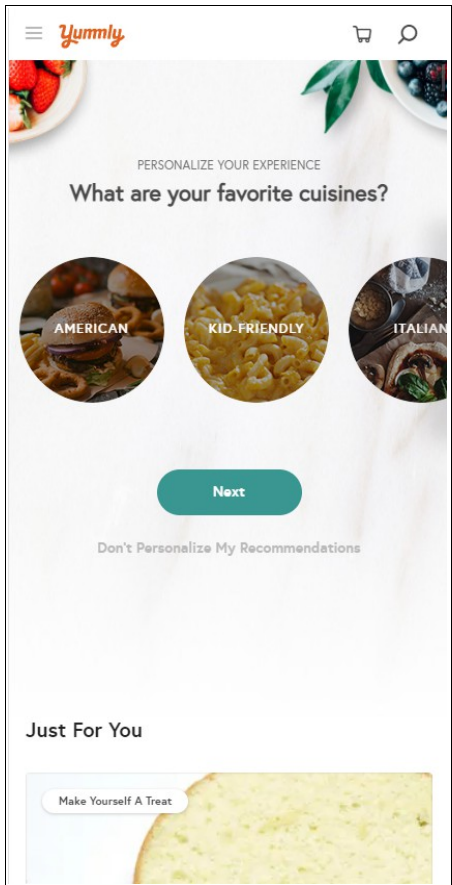 Yummly
PERSONALIZE YOUR EXPERIENCE
What are your favorite cuisines?
AMERICAN
KID-FRIENDLY
ITALIAN
Next
Don't Personalize My Recommendations
Just For You
Make Yourself A Treat